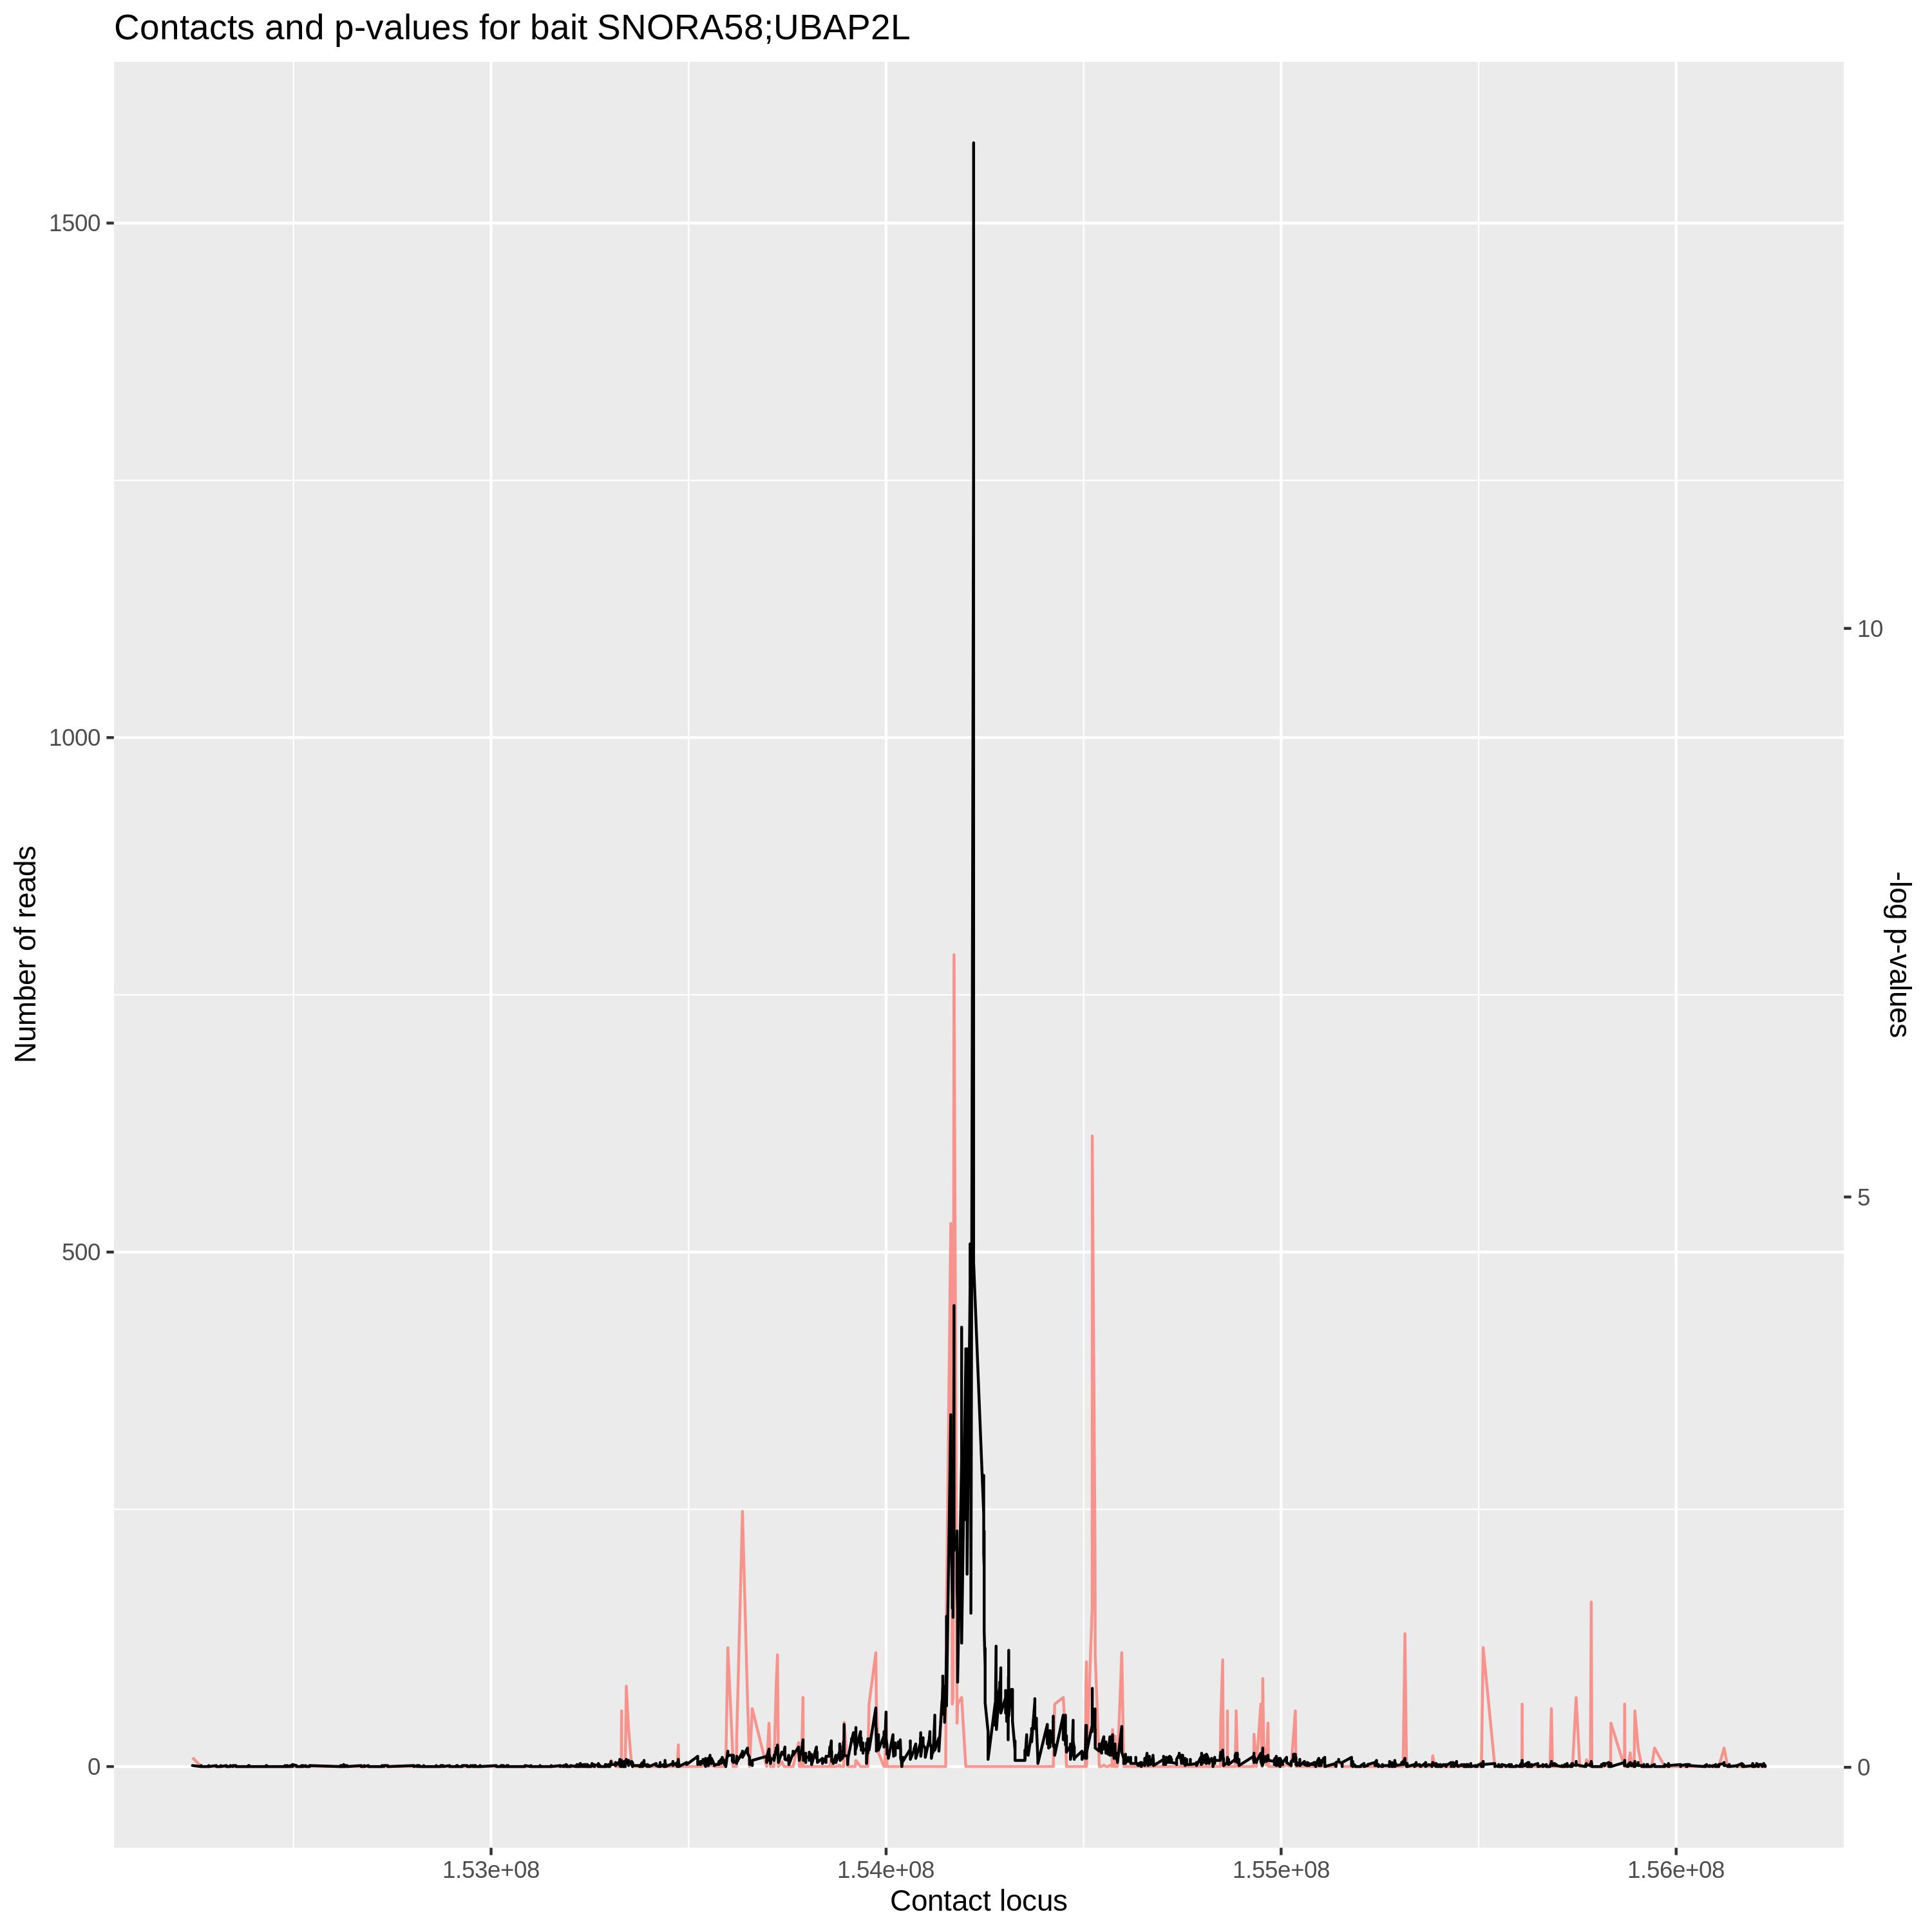 Contacts and p-values for bait SNORA58;UBAP2L
1500
1000
500
0
Number of reads
10
5
0
-log p-values
1.53e+08
1.54e+08
1.55e+08
1.56e+08
Contact locus